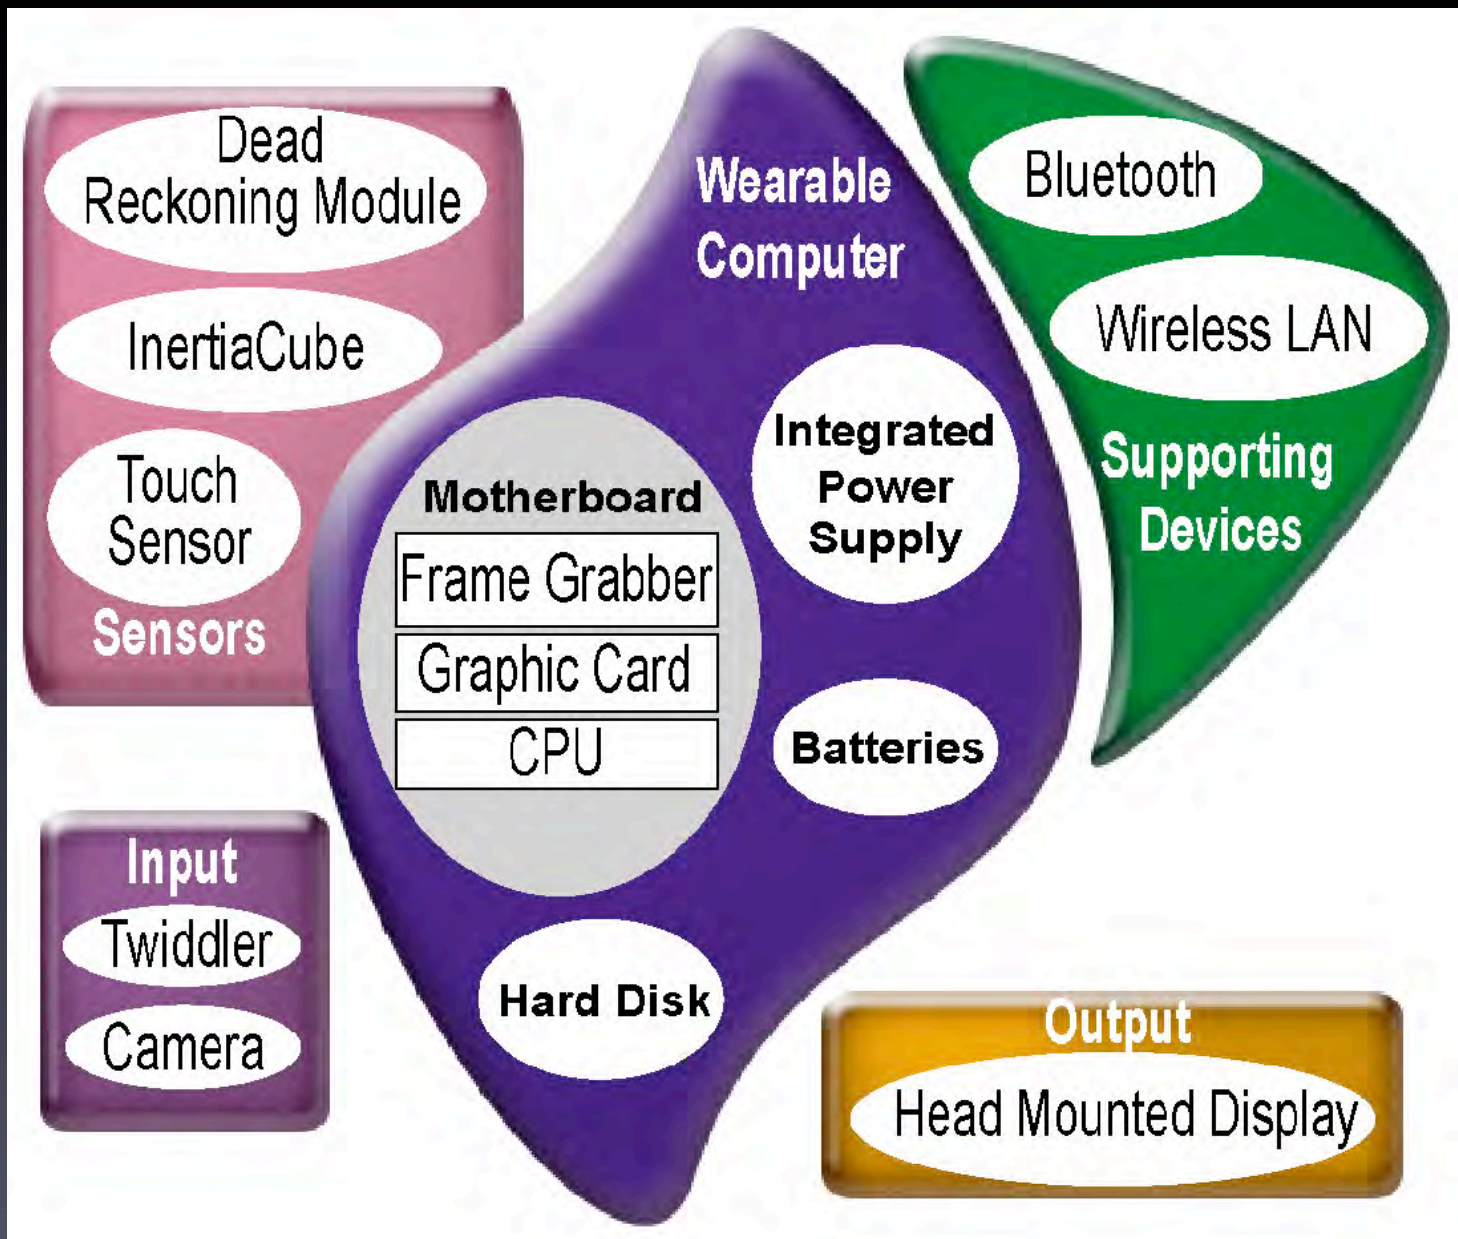 Dead
Reckoning Module
InertiaCube
Touch
Sensor
Sensors
Wearable
Computer
Motherboard
Frame Grabber
Graphic Card
CPU
Integrated
Power
Supply
Batteries
Hard Disk
Bluetooth
Wireless LAN
Supporting
Devices
Input
Twiddler
Camera
Output
Head Mounted Display